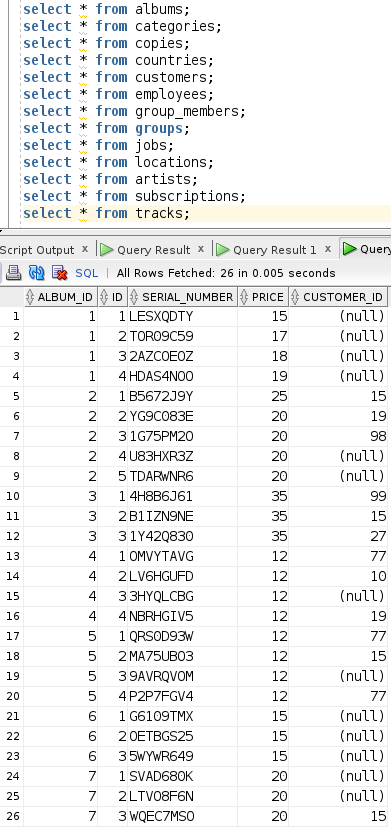 select * from albums;
select * from categories;
select * from copies;
select * from countries;
select * from customers;
select * from employees;
select * from group_members;
select * from groups;
select * from jobs;
select * from locations;
select * from artists;
select * from subscriptions;
select * from tracks;
Script Output x Query Result x Query Result 1 x Query
SQL | All Rows Fetched: 26 in 0.005 seconds
ALBUM_ID ID SERIAL_NUMBER PRICE CUSTOMER_ID
1 1 1 LESXQDTY 15 (null)
2 1 2 TOR09C59 17 (null)
3 1 3 2AZCOEOZ 18 (null)
4 1 4 HDAS4NOO 19 (null)
5 2 1 B5672J9Y 25 15
6 2 2 YG9C083E 20 19
7 2 3 1G75PM2O 20 98
8 2 4 U83HXR3Z 20 (null)
9 2 5 TDARWNR6 20 (null)
10 3 1 4H8B6J61 35 99
11 3 2 B1IZN9NE 35 15
12 3 3 1Y42Q830 35 27
13 4 1 OMVYTAVG 12 77
14 4 2 LV6HGUFD 12 10
15 4 3 3HYQLCBG 12 (null)
16 4 4 NBRHGIV5 12 19
17 5 1 QRS0D93W 12 77
18 5 2 MA75UBO3 12 15
19 5 3 9AVRQVOM 12 (null)
20 5 4 P2P7FGV4 12 77
21 6 1 G6109TMX 15 (null)
22 6 2 OETBGS25 15 (null)
23 6 3 5WYWR649 15 (null)
24 7 1 SVAD680K 20 (null)
25 7 2 LTVO8F6N 20 (null)
26 7 3 WQEC7MSO 20 15